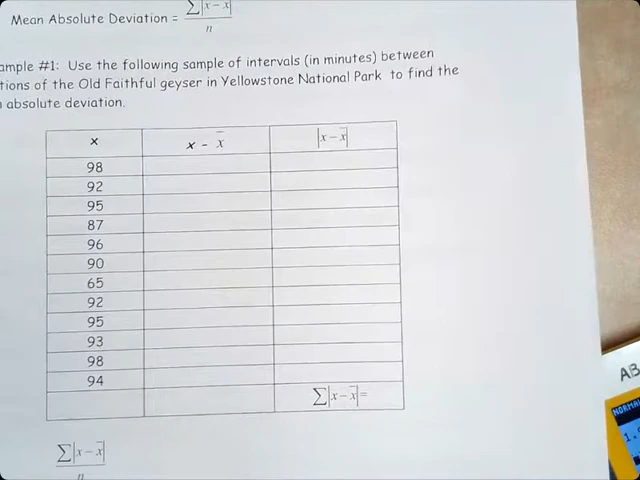 Mean Absolute Deviation = ∑|x − x̄| / n
ample #1: Use the following sample of intervals (in minutes) between
tions of the Old Faithful geyser in Yellowstone National Park to find the
absolute deviation.
x x - x̄ |x − x̄|
98
92
95
87
96
90
65
92
95
93
98
94
∑|x − x̄| =
∑|x − x̄| / n
AB
NORMA
1.